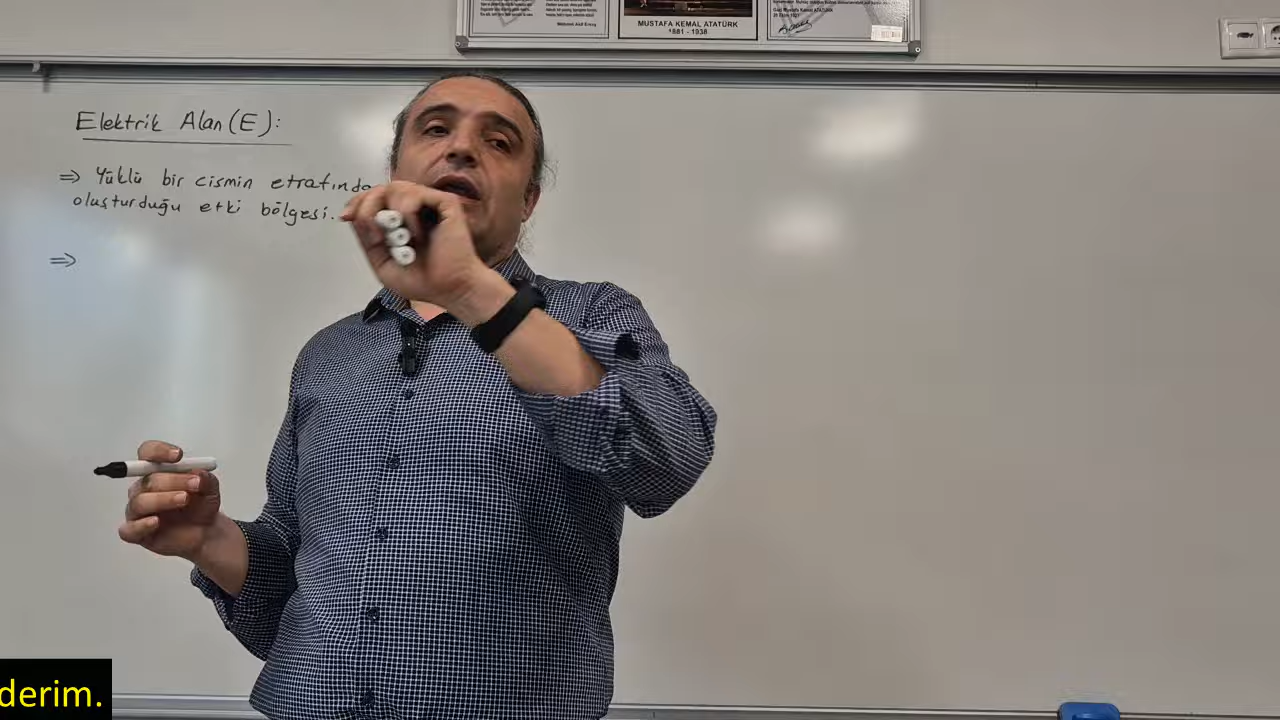 MUSTAFA KEMAL ATATÜRK
1881 - 1938
Elektrik Alan (E):
⇒ Yüklü bir cismin etrafında
oluşturduğu etki bölgesi.
⇒
derim.